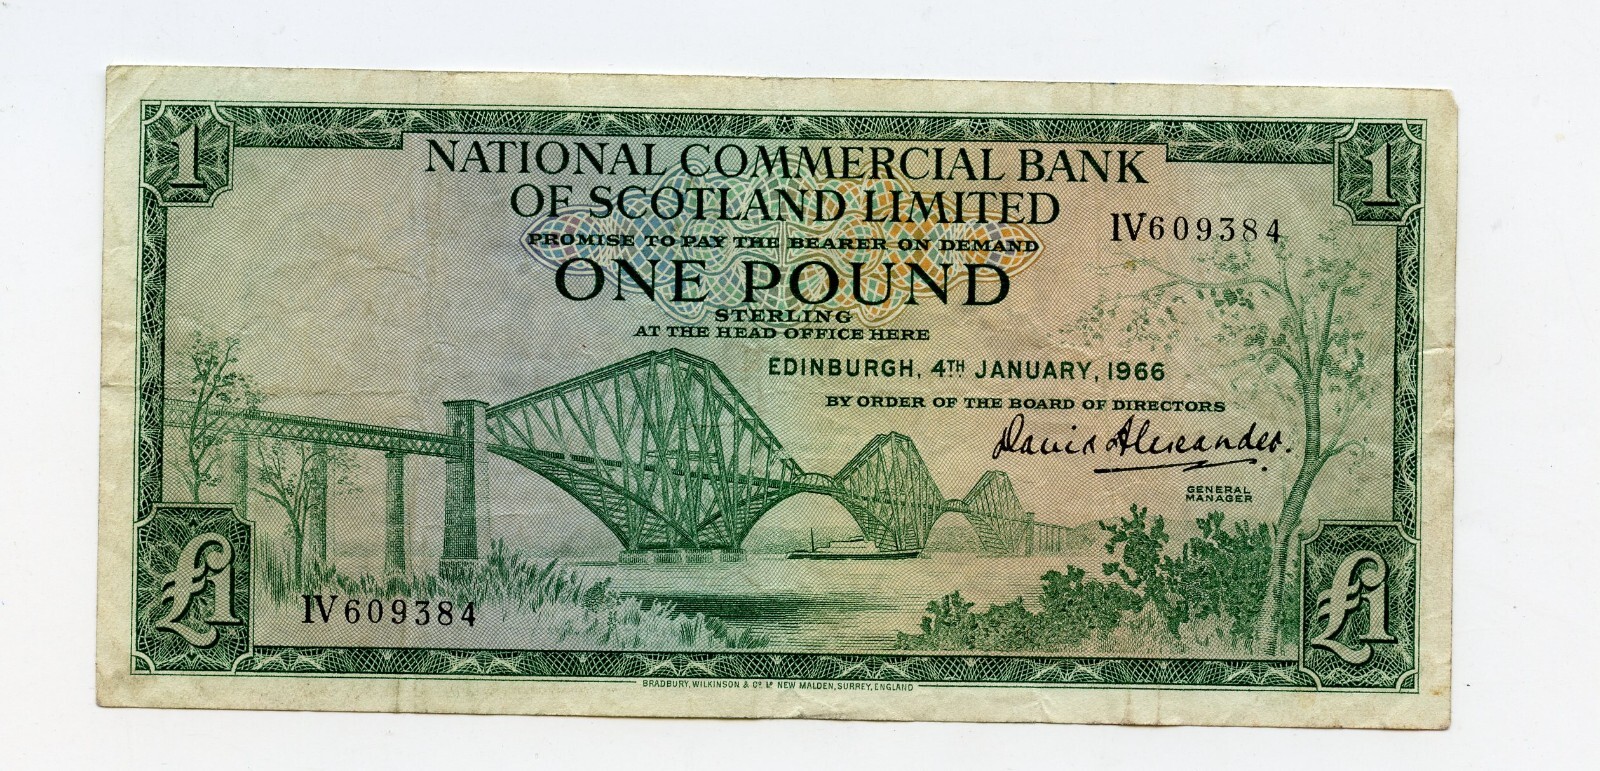 1
1
NATIONAL COMMERCIAL BANK
OF SCOTLAND LIMITED
IV609384
PROMISE TO PAY THE BEARER ON DEMAND
ONE POUND
STERLING
AT THE HEAD OFFICE HERE
EDINBURGH, 4TH JANUARY, 1966
BY ORDER OF THE BOARD OF DIRECTORS
David Alexander.
GENERAL
MANAGER
£1
IV609384
£1
BRADBURY, WILKINSON & Co. Ld. NEW MALDEN, SURREY, ENGLAND